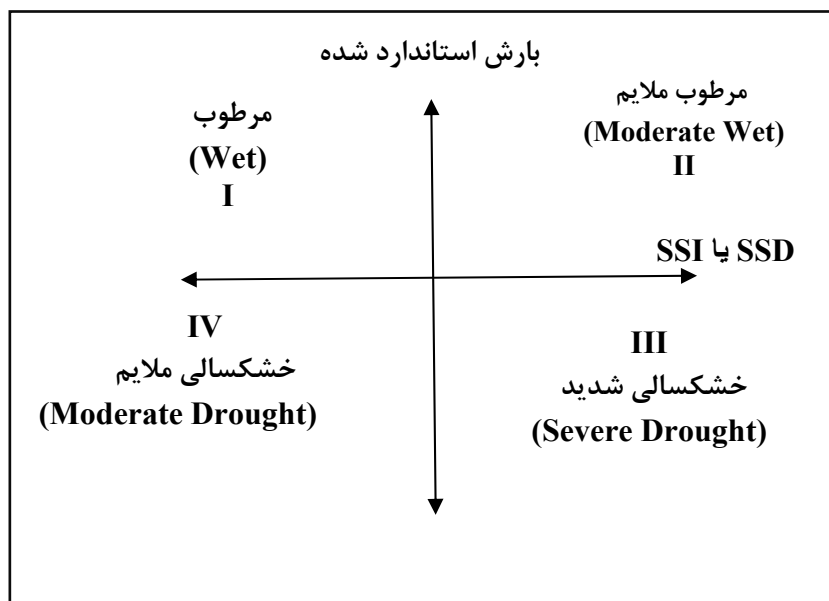 بارش استاندارد شده
مرطوب ملایم
(Moderate Wet)
II
مرطوب
(Wet)
I
SSD یا SSI
IV
خشکسالی ملایم
(Moderate Drought)
III
خشکسالی شدید
(Severe Drought)